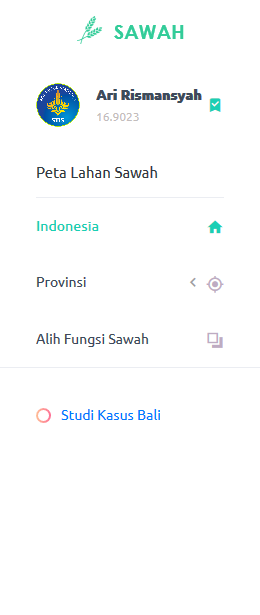 SAWAH
Ari Rismansyah
16.9023
Peta Lahan Sawah
Indonesia
Provinsi
Alih Fungsi Sawah
Studi Kasus Bali